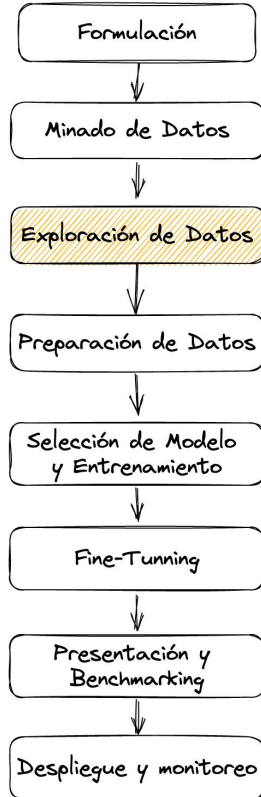 Formulación
Minado de Datos
Exploración de Datos
Preparación de Datos
Selección de Modelo
y Entrenamiento
Fine-Tunning
Presentación y
Benchmarking
Despliegue y monitoreo